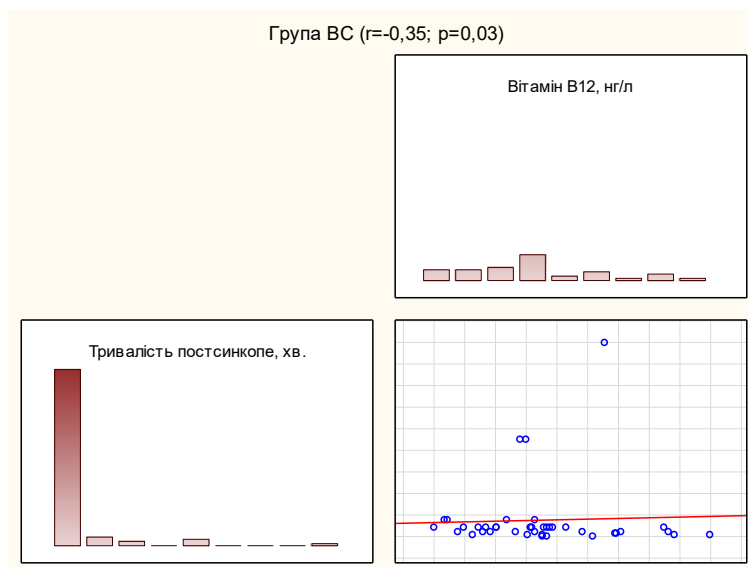 Група ВС (r=-0,35; p=0,03)
Вітамін В12, нг/л
Тривалість постсинкопе, хв.